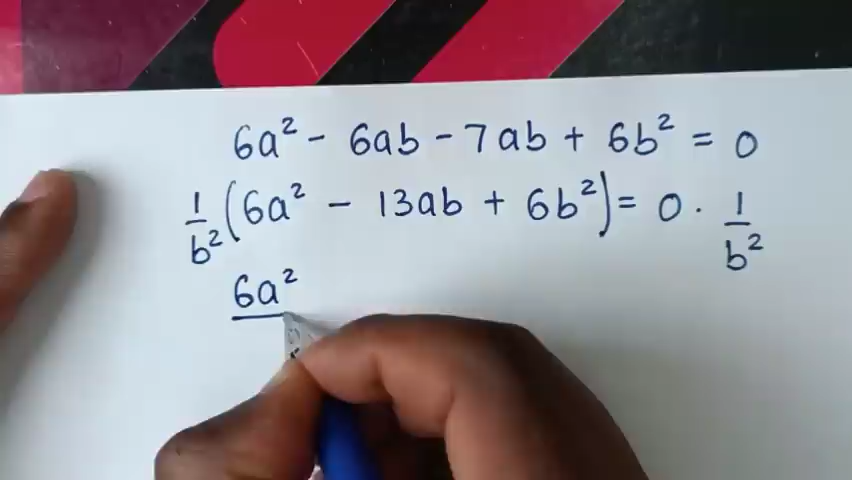 6a² - 6ab - 7ab + 6b² = 0
1/b² (6a² - 13ab + 6b²) = 0 · 1/b²
6a²